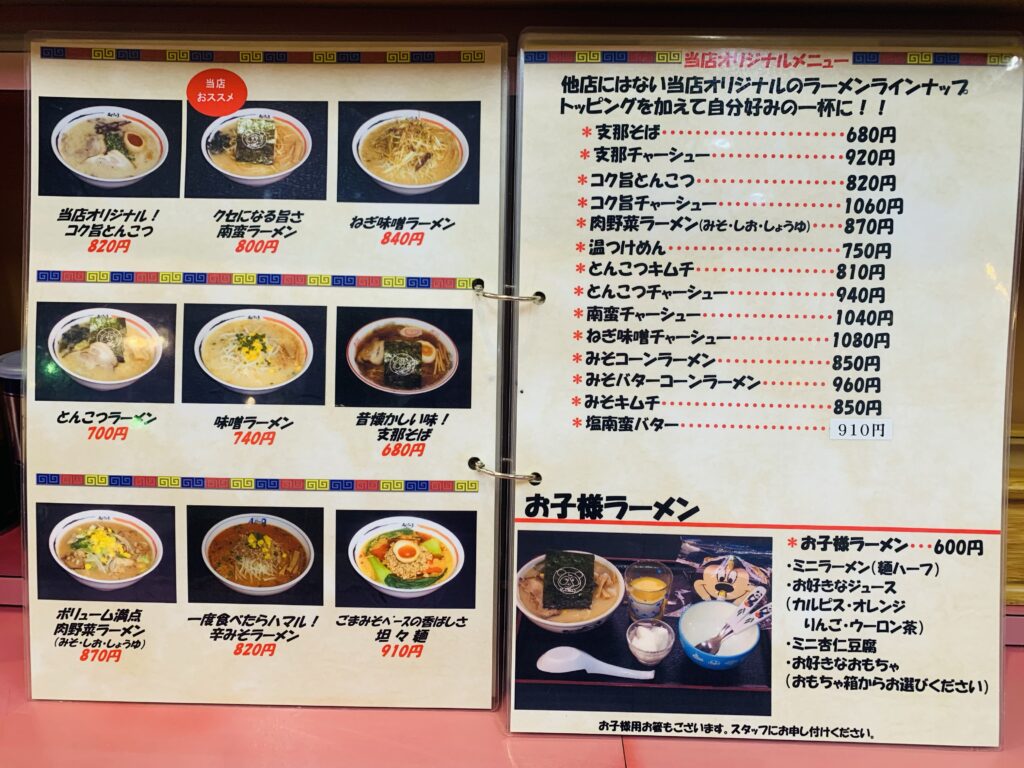 当店
おススメ
当店オリジナル！
コク旨とんこつ
820円
クセになる旨さ
南蛮ラーメン
800円
ねぎ味噌ラーメン
840円
とんこつラーメン
700円
味噌ラーメン
740円
昔懐かしい味！
支那そば
680円
ボリューム満点
肉野菜ラーメン
(みそ・しお・しょうゆ)
870円
一度食べたらハマル！
辛みそラーメン
820円
ごまみそベースの香ばしさ
坦々麺
910円
当店オリジナルメニュー
他店にはない当店オリジナルのラーメンラインナップ
トッピングを加えて自分好みの一杯に！！
＊支那そば・・・・・・・・・・・・・・・・・・680円
＊支那チャーシュー・・・・・・・・・・・・・920円
＊コク旨とんこつ・・・・・・・・・・・・・・・820円
＊コク旨チャーシュー・・・・・・・・・・・・1060円
＊肉野菜ラーメン(みそ・しお・しょうゆ)・・・・870円
＊温つけめん・・・・・・・・・・・・・・・・・750円
＊とんこつキムチ・・・・・・・・・・・・・・810円
＊とんこつチャーシュー・・・・・・・・・・・940円
＊南蛮チャーシュー・・・・・・・・・・・・・1040円
＊ねぎ味噌チャーシュー・・・・・・・・・・・1080円
＊みそコーンラーメン・・・・・・・・・・・・850円
＊みそバターコーンラーメン・・・・・・・・960円
＊みそキムチ・・・・・・・・・・・・・・・・・850円
＊塩南蛮バター・・・・・・・・・・・・・・・910円
お子様ラーメン
＊お子様ラーメン・・・600円
・ミニラーメン(麺ハーフ)
・お好きなジュース
(カルピス・オレンジ
りんご・ウーロン茶)
・ミニ杏仁豆腐
・お好きなおもちゃ
(おもちゃ箱からお選びください)
お子様用お箸もございます。スタッフにお申し付けください。